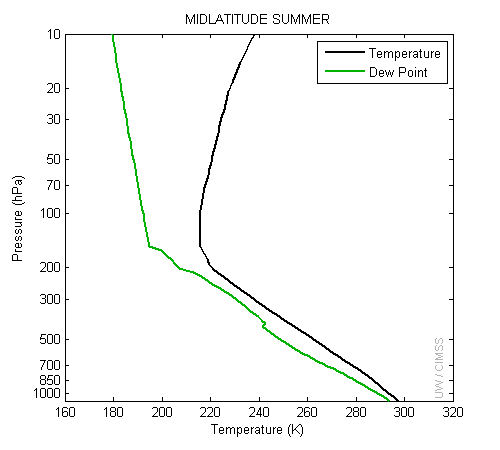 MIDLATITUDE SUMMER
Temperature
Dew Point
Pressure (hPa)
10
20
30
50
70
100
200
300
500
700
850
1000
160 180 200 220 240 260 280 300 320
Temperature (K)
UW / CIMSS